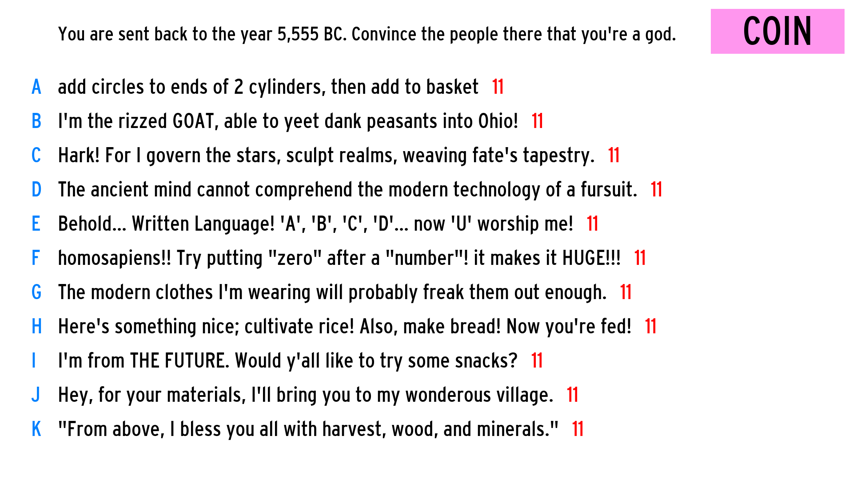 You are sent back to the year 5,555 BC. Convince the people there that you're a god.
COIN
A add circles to ends of 2 cylinders, then add to basket 11
B I'm the rizzed GOAT, able to yeet dank peasants into Ohio! 11
C Hark! For I govern the stars, sculpt realms, weaving fate's tapestry. 11
D The ancient mind cannot comprehend the modern technology of a fursuit. 11
E Behold... Written Language! 'A', 'B', 'C', 'D'... now 'U' worship me! 11
F homosapiens!! Try putting "zero" after a "number"! it makes it HUGE!!! 11
G The modern clothes I'm wearing will probably freak them out enough. 11
H Here's something nice; cultivate rice! Also, make bread! Now you're fed! 11
I I'm from THE FUTURE. Would y'all like to try some snacks? 11
J Hey, for your materials, I'll bring you to my wonderous village. 11
K "From above, I bless you all with harvest, wood, and minerals." 11